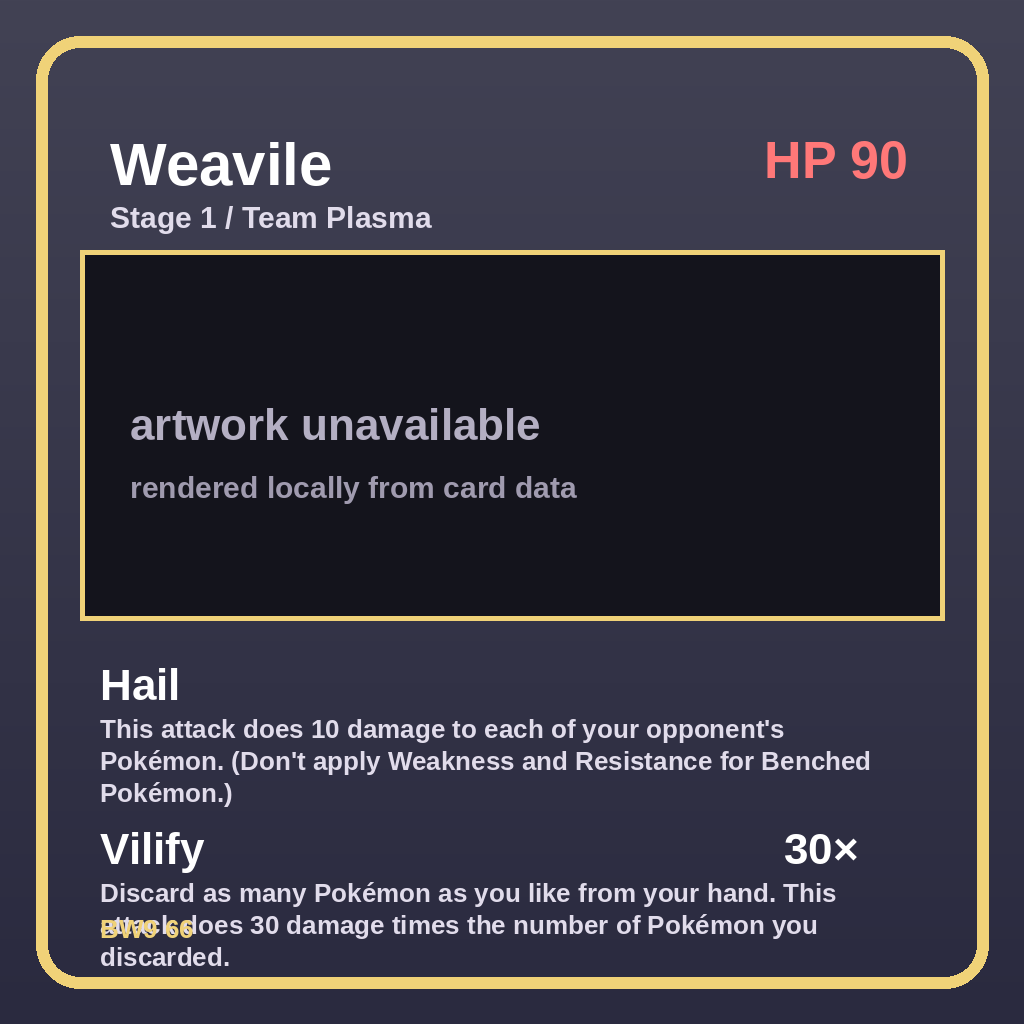 Weavile
HP 90
Stage 1 / Team Plasma
artwork unavailable
rendered locally from card data
Hail
This attack does 10 damage to each of your opponent's
Pokémon. (Don't apply Weakness and Resistance for Benched
Pokémon.)
Vilify
30×
Discard as many Pokémon as you like from your hand. This
attack does 30 damage times the number of Pokémon you
BW9 66
discarded.